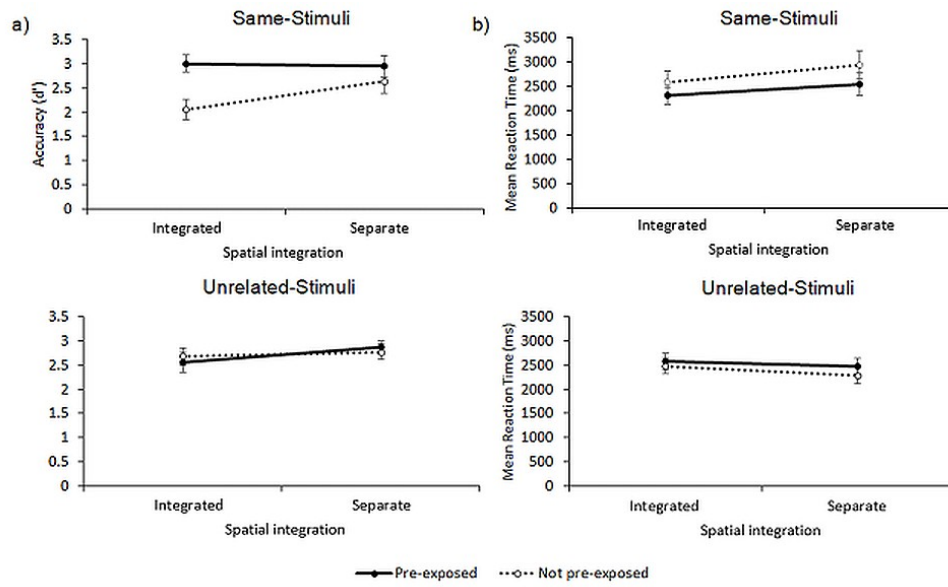 a)
Same-Stimuli
Accuracy (d')
3.5
3
2.5
2
1.5
1
0.5
0
Integrated
Separate
Spatial integration
b)
Same-Stimuli
Mean Reaction Time (ms)
3500
3000
2500
2000
1500
1000
500
0
Integrated
Separate
Spatial integration
Unrelated-Stimuli
3.5
3
2.5
2
1.5
1
0.5
0
Integrated
Separate
Spatial integration
Unrelated-Stimuli
Mean Reaction Time (ms)
3500
3000
2500
2000
1500
1000
500
0
Integrated
Separate
Spatial integration
Pre-exposed
Not pre-exposed